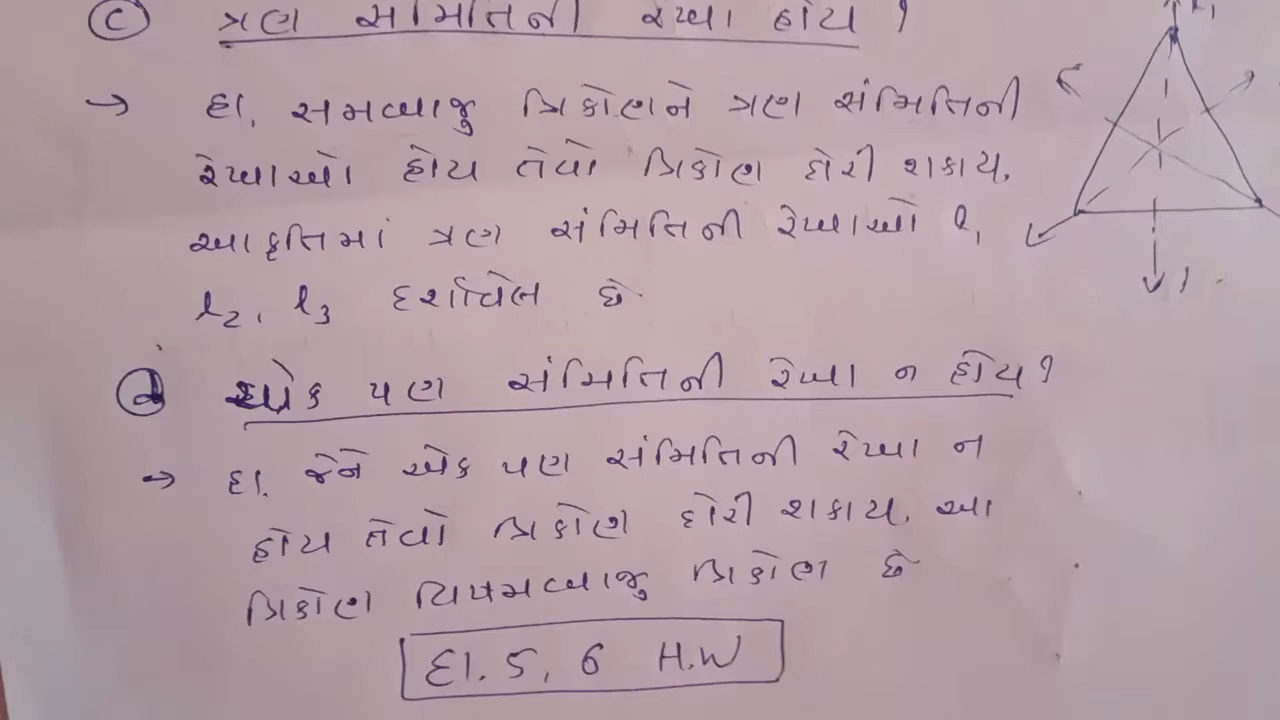 (C) ત્રણ સંમિતિની રેખા હોય?
→ હા. સમબાજુ ત્રિકોણને ત્રણ સંમિતિની
રેખાઓ હોય તેવો ત્રિકોણ દોરી શકાય.
આકૃતિમાં ત્રણ સંમિતિની રેખાઓ l1
l2, l3 દર્શાવેલ છે
(d) એક પણ સંમિતિની રેખા ન હોય?
→ હા. જેને એક પણ સંમિતિની રેખા ન
હોય તેવો ત્રિકોણ દોરી શકાય. આ
ત્રિકોણ વિષમબાજુ ત્રિકોણ છે
દા. 5, 6 H.W